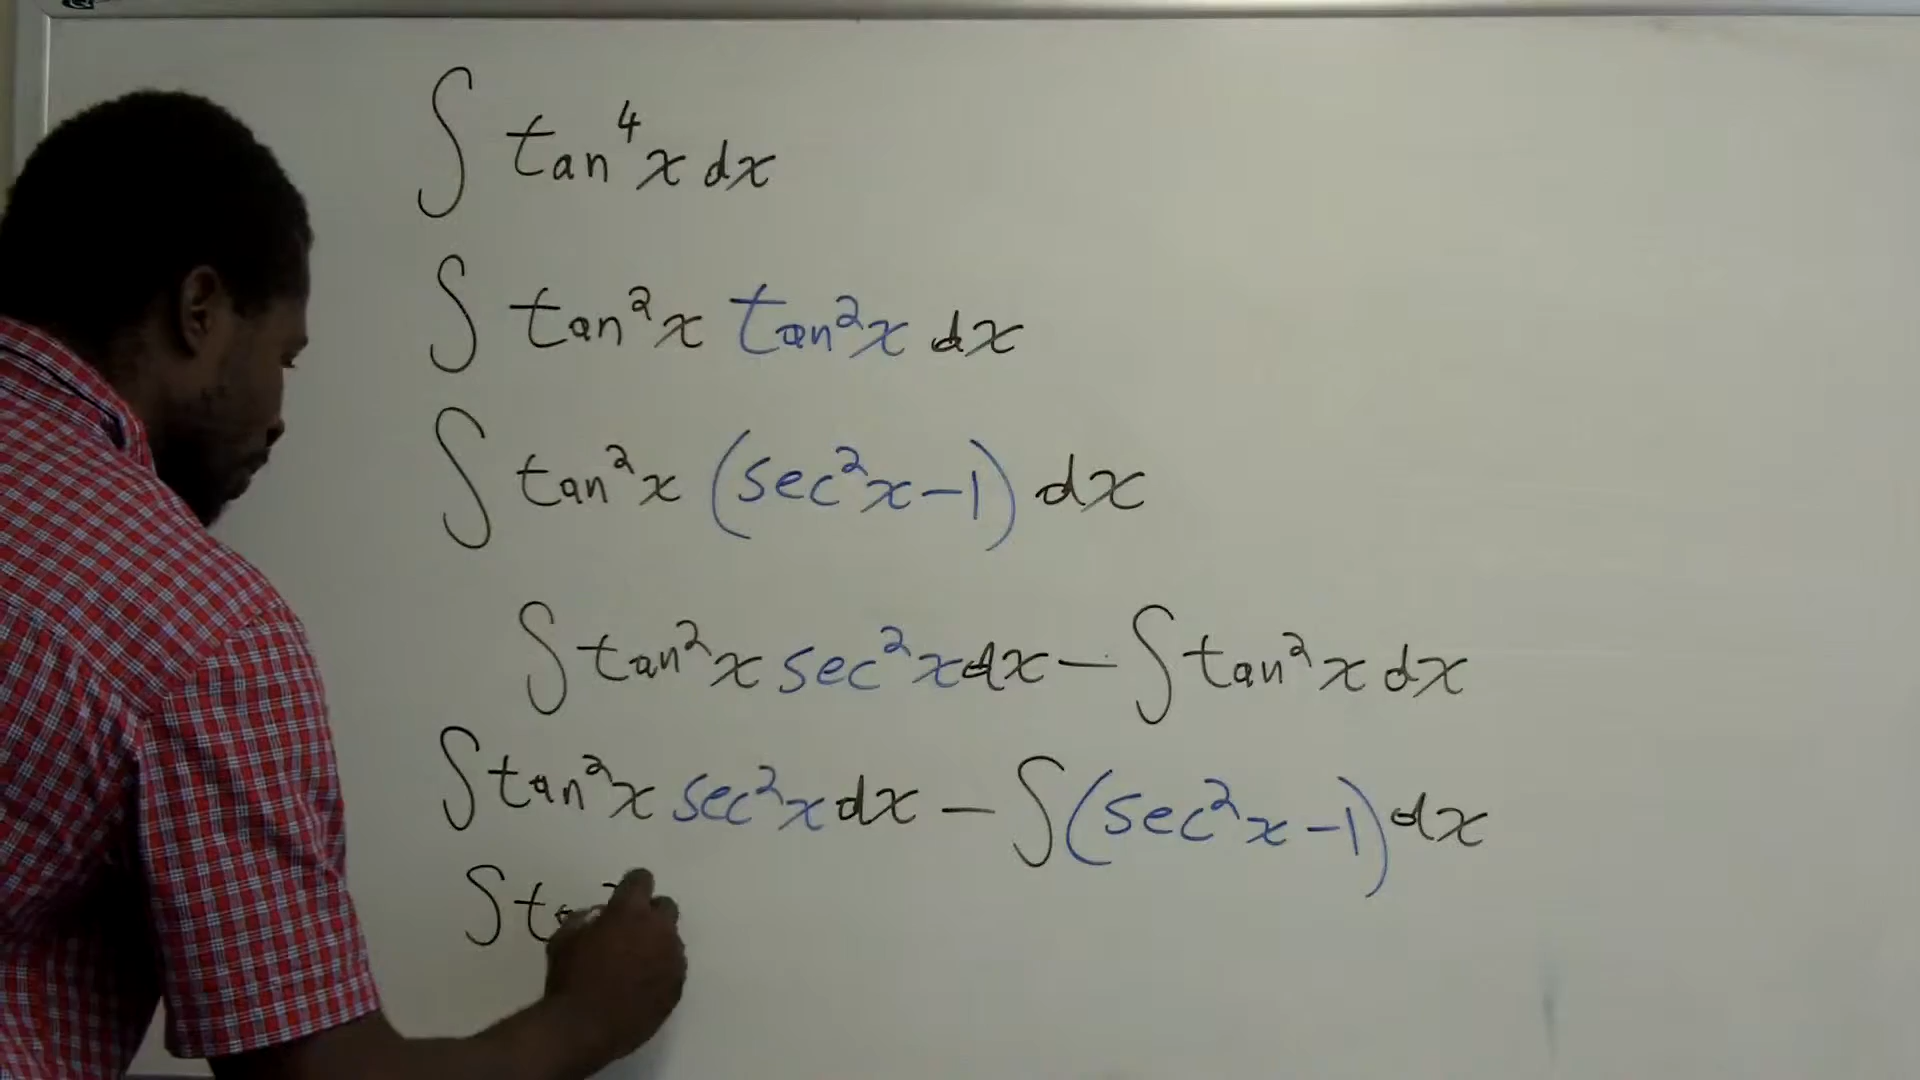 ∫ tan⁴x dx
∫ tan²x tan²x dx
∫ tan²x (sec²x-1) dx
∫tan²x sec²x dx - ∫tan²x dx
∫tan²x sec²x dx - ∫(sec²x-1) dx
∫